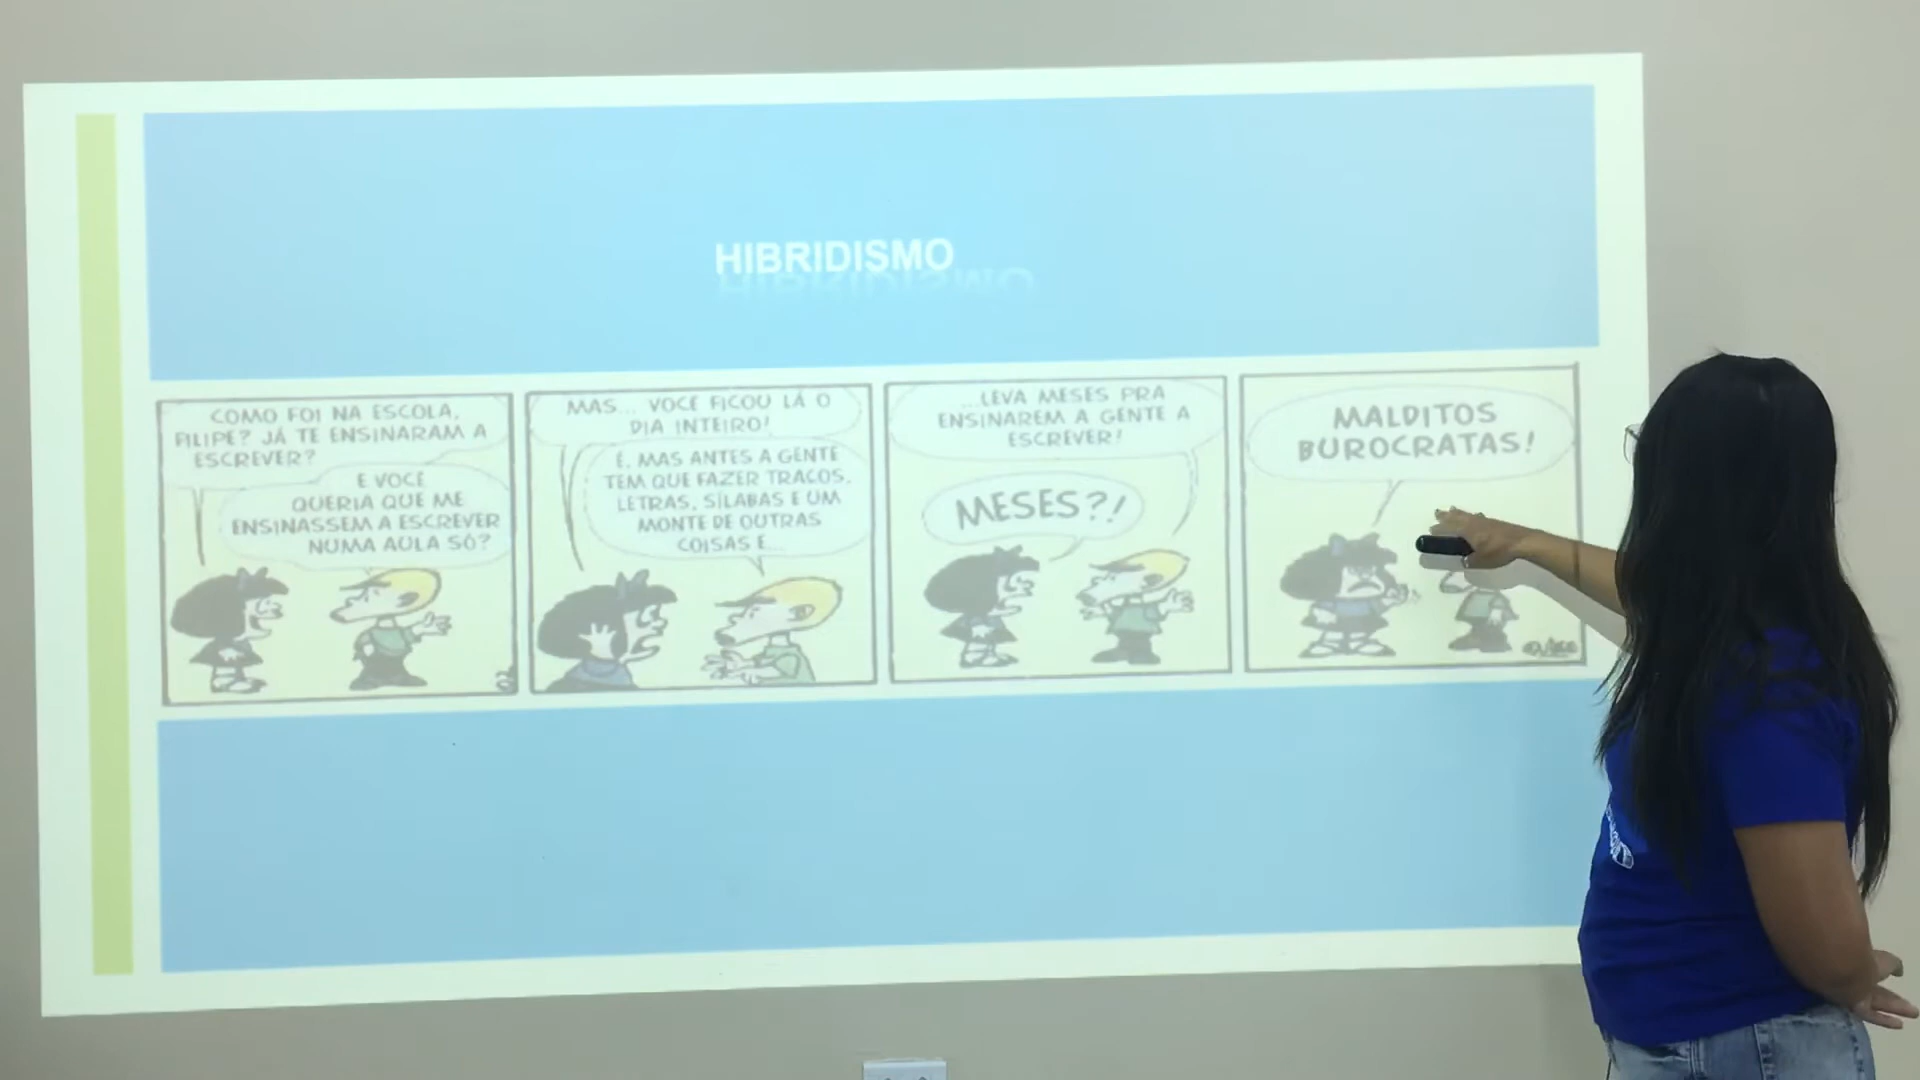 HIBRIDISMO
COMO FOI NA ESCOLA,
FILIPE? JÁ TE ENSINARAM A
ESCREVER?
E VOCÊ
QUERIA QUE ME
ENSINASSEM A ESCREVER
NUMA AULA SÓ?
MAS... VOCÊ FICOU LÁ O
DIA INTEIRO!
É, MAS ANTES A GENTE
TEM QUE FAZER TRAÇOS,
LETRAS, SÍLABAS E UM
MONTE DE OUTRAS
COISAS E...
...LEVA MESES PRA
ENSINAREM A GENTE A
ESCREVER!
MESES?!
MALDITOS
BUROCRATAS!